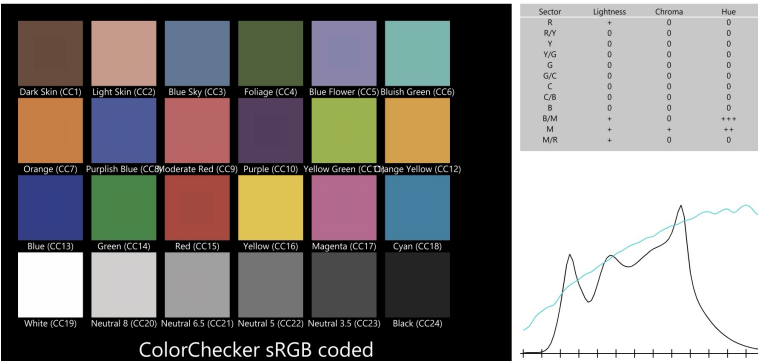 Dark Skin (CC1) Light Skin (CC2) Blue Sky (CC3) Foliage (CC4) Blue Flower (CC5) Bluish Green (CC6)
Orange (CC7) Purplish Blue (CC8) Moderate Red (CC9) Purple (CC10) Yellow Green (CC11) Orange Yellow (CC12)
Blue (CC13) Green (CC14) Red (CC15) Yellow (CC16) Magenta (CC17) Cyan (CC18)
White (CC19) Neutral 8 (CC20) Neutral 6.5 (CC21) Neutral 5 (CC22) Neutral 3.5 (CC23) Black (CC24)
ColorChecker sRGB coded
Sector Lightness Chroma Hue
R + 0 0
R/Y 0 0 0
Y 0 0 0
Y/G 0 0 0
G 0 0 0
G/C 0 0 0
C 0 0 0
C/B 0 0 0
B 0 0 0
B/M + 0 +++
M + + ++
M/R + 0 0